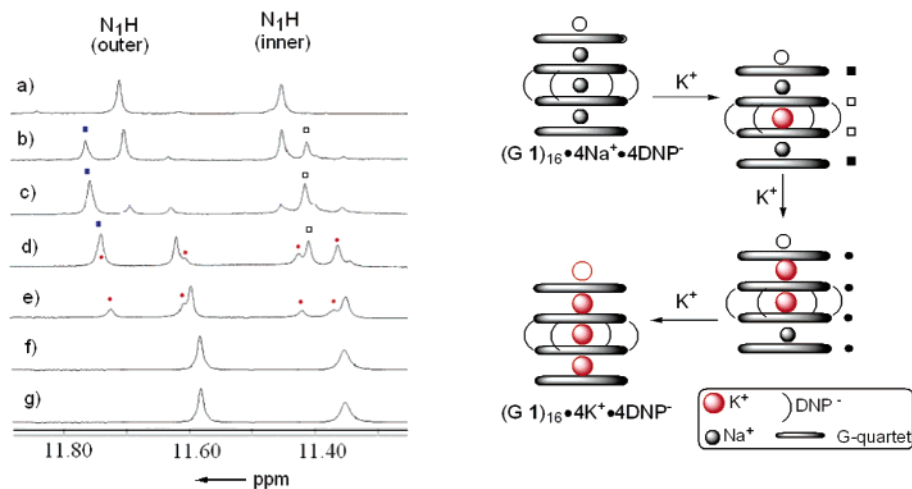 N₁H
(outer)
N₁H
(inner)
a)
b)
c)
d)
e)
f)
g)
11.80
11.60
11.40
ppm
K⁺
(G 1)₁₆•4Na⁺•4DNP⁻
K⁺
K⁺
(G 1)₁₆•4K⁺•4DNP⁻
K⁺
DNP⁻
Na⁺
G-quartet